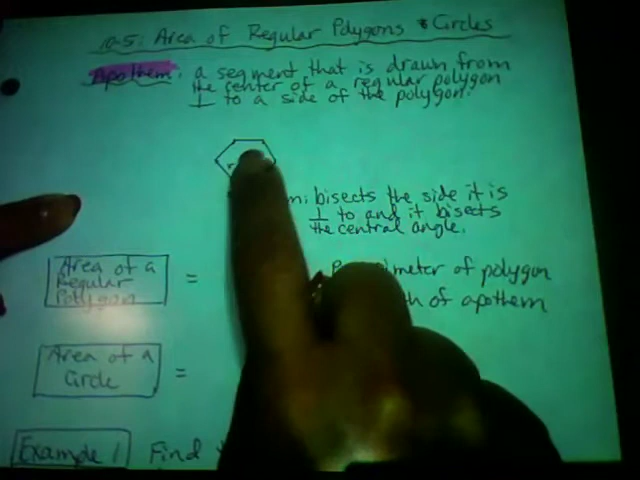 10-5: Area of Regular Polygons & Circles
Apothem: a segment that is drawn from
the center of a regular polygon
⊥ to a side of the polygon.
bisects the side it is
⊥ to and it bisects
the central angle.
Area of a
Regular
Polygon
=
of polygon
of apothem
Area of a
Circle
=
Example 1 Find